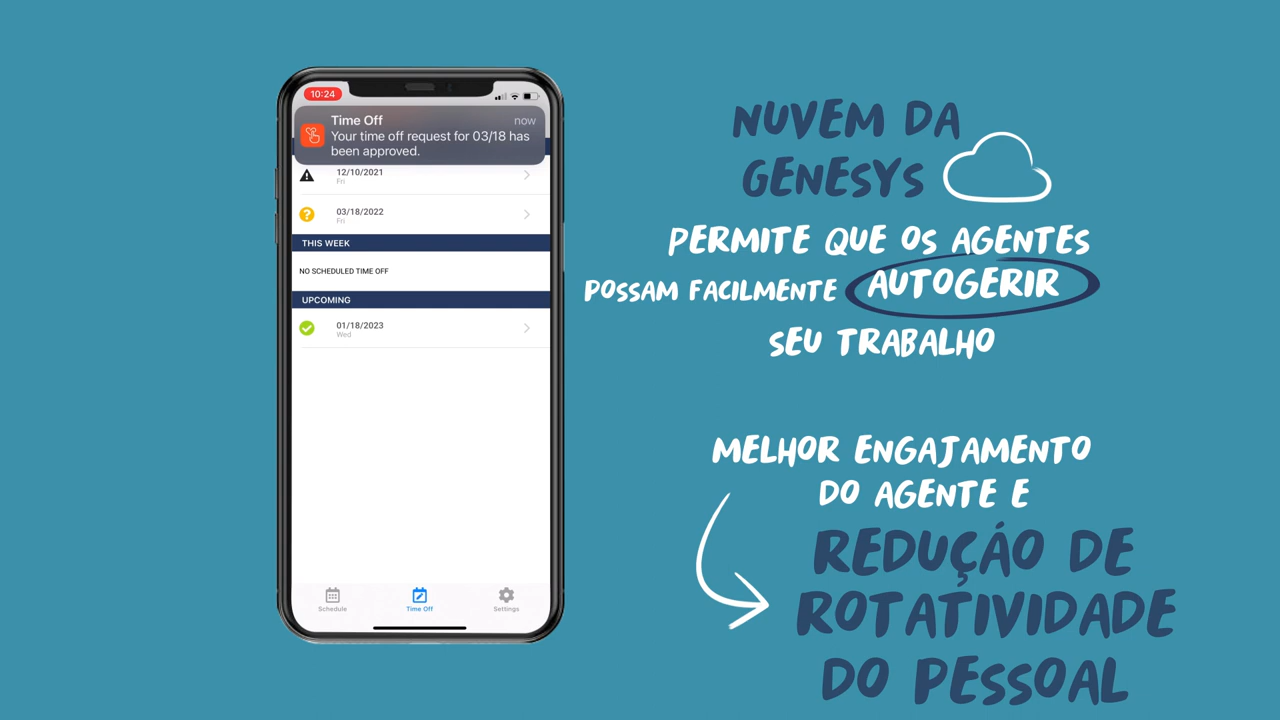 10:24
Time Off
now
Your time off request for 03/18 has
been approved.
12/10/2021
Fri
03/18/2022
Fri
THIS WEEK
NO SCHEDULED TIME OFF
UPCOMING
01/18/2023
Wed
Schedule
Time Off
Settings
NUVEM DA
GENESYS
PERMITE QUE OS AGENTES
POSSAM FACILMENTE AUTOGERIR
SEU TRABALHO
MELHOR ENGAJAMENTO
DO AGENTE E
REDUÇÁO DE
ROTATIVIDADE
DO PESSOAL